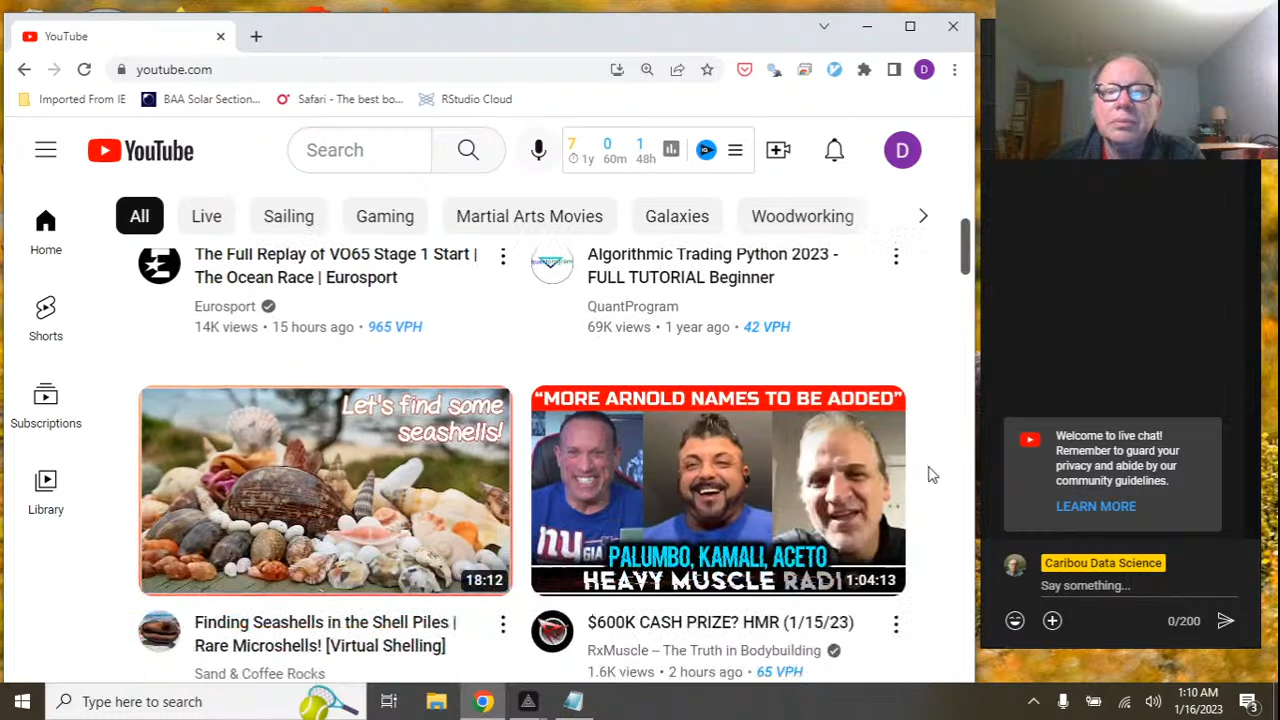 YouTube
youtube.com
D
Imported From IE
BAA Solar Section...
Safari - The best bo...
RStudio Cloud
YouTube
Search
7 0 1
1y 60m 48h
D
All
Live
Sailing
Gaming
Martial Arts Movies
Galaxies
Woodworking
Home
Shorts
Subscriptions
Library
The Full Replay of VO65 Stage 1 Start |
The Ocean Race | Eurosport
Eurosport
14K views • 15 hours ago • 965 VPH
Algorithmic Trading Python 2023 -
FULL TUTORIAL Beginner
QuantProgram
69K views • 1 year ago • 42 VPH
Let's find some
seashells!
18:12
Finding Seashells in the Shell Piles |
Rare Microshells! [Virtual Shelling]
Sand & Coffee Rocks
"MORE ARNOLD NAMES TO BE ADDED"
PALUMBO, KAMALI, ACETO
HEAVY MUSCLE RADI
1:04:13
$600K CASH PRIZE? HMR (1/15/23)
RxMuscle – The Truth in Bodybuilding
1.6K views • 2 hours ago • 65 VPH
Welcome to live chat!
Remember to guard your
privacy and abide by our
community guidelines.
LEARN MORE
Caribou Data Science
Say something...
0/200
Type here to search
1:10 AM
1/16/2023
3